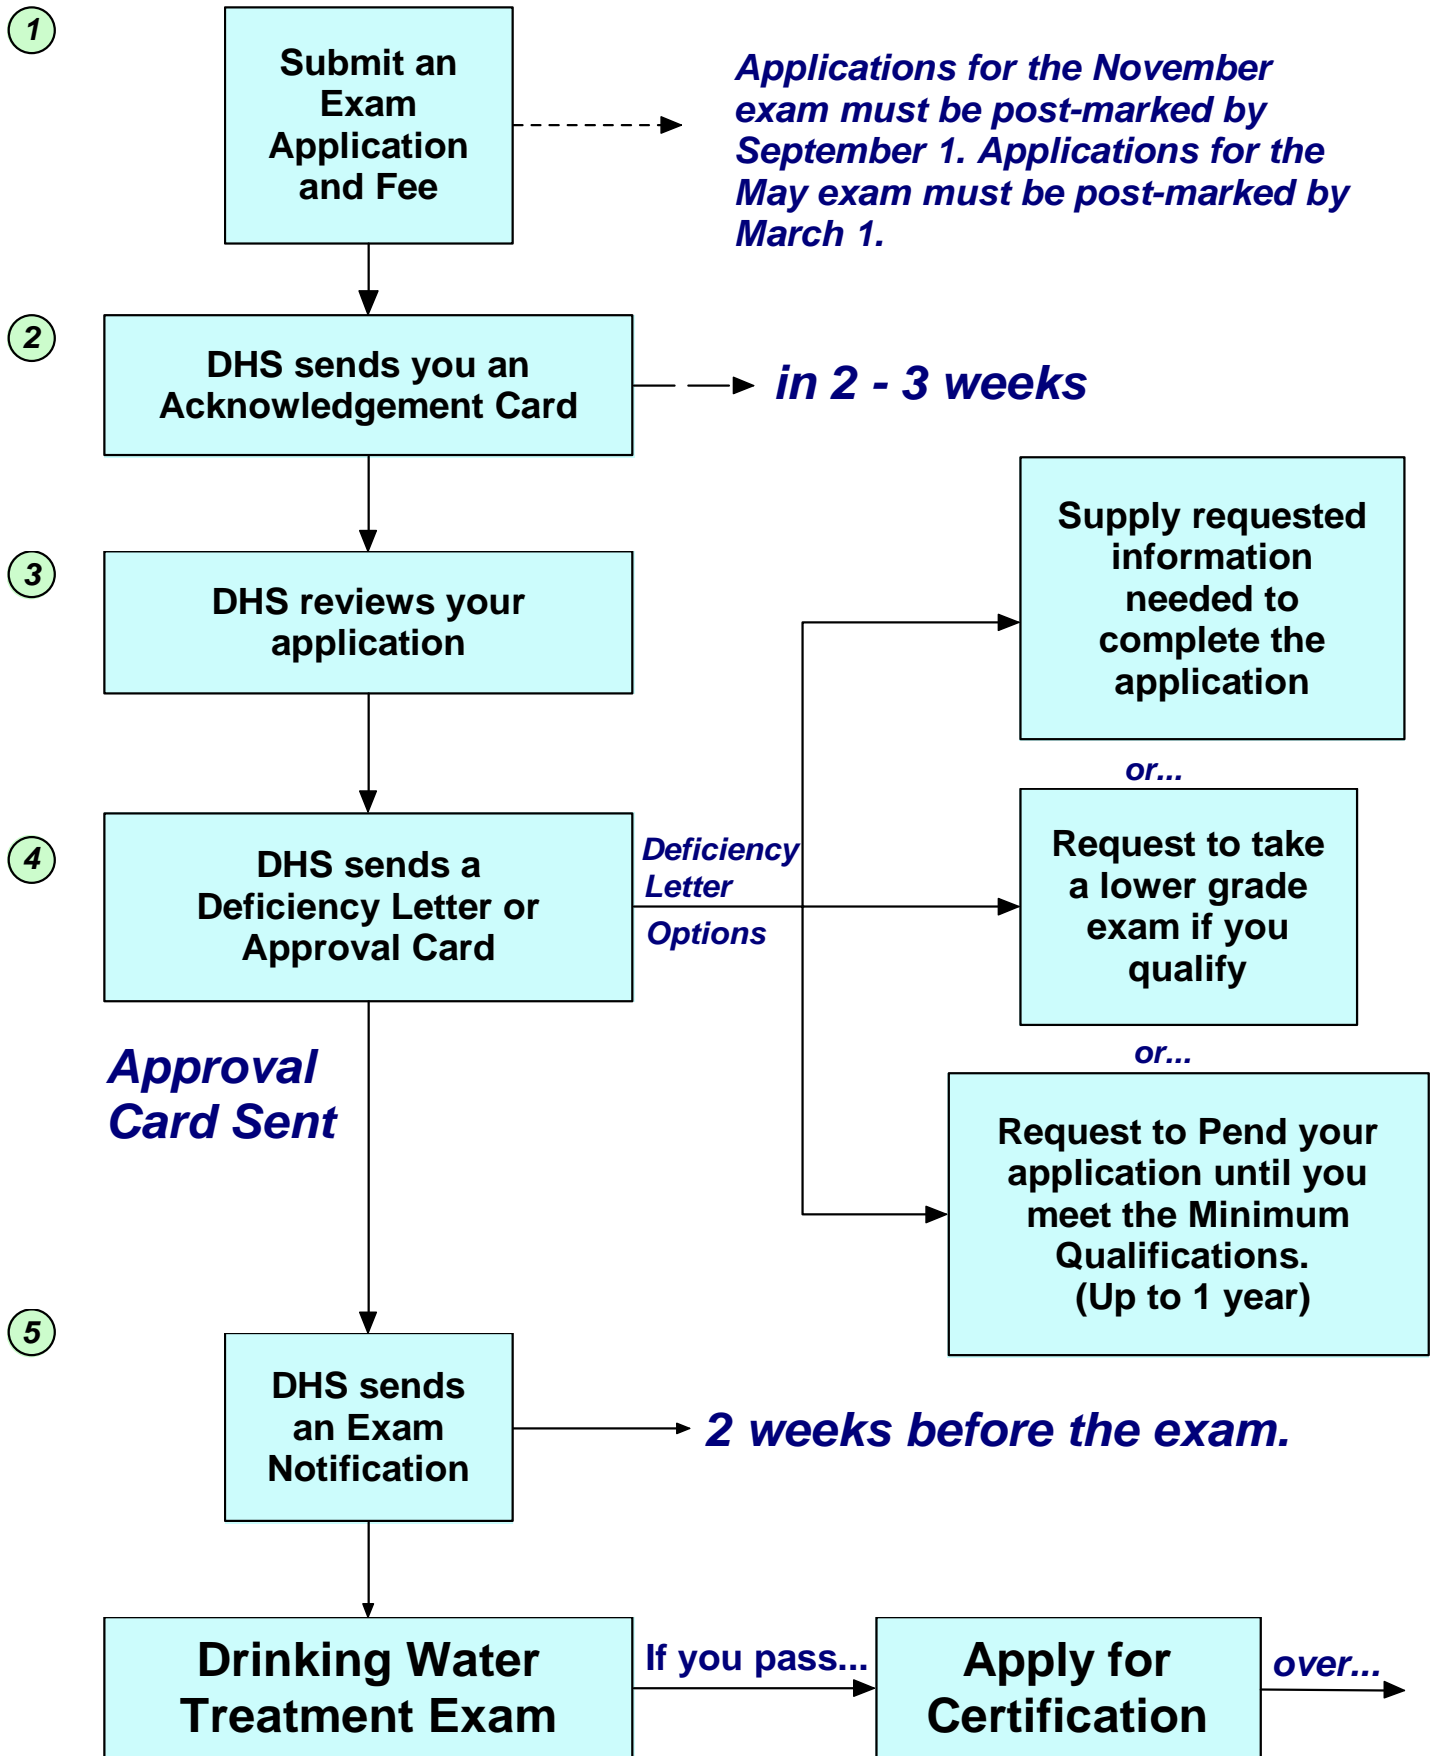 1
Submit an
Exam
Application
and Fee
Applications for the November
exam must be post-marked by
September 1. Applications for the
May exam must be post-marked by
March 1.
2
DHS sends you an
Acknowledgement Card
in 2 - 3 weeks
3
DHS reviews your
application
Supply requested
information
needed to
complete the
application
or...
4
DHS sends a
Deficiency Letter or
Approval Card
Deficiency
Letter
Options
Request to take
a lower grade
exam if you
qualify
or...
Approval
Card Sent
Request to Pend your
application until you
meet the Minimum
Qualifications.
(Up to 1 year)
5
DHS sends
an Exam
Notification
2 weeks before the exam.
Drinking Water
Treatment Exam
If you pass...
Apply for
Certification
over...